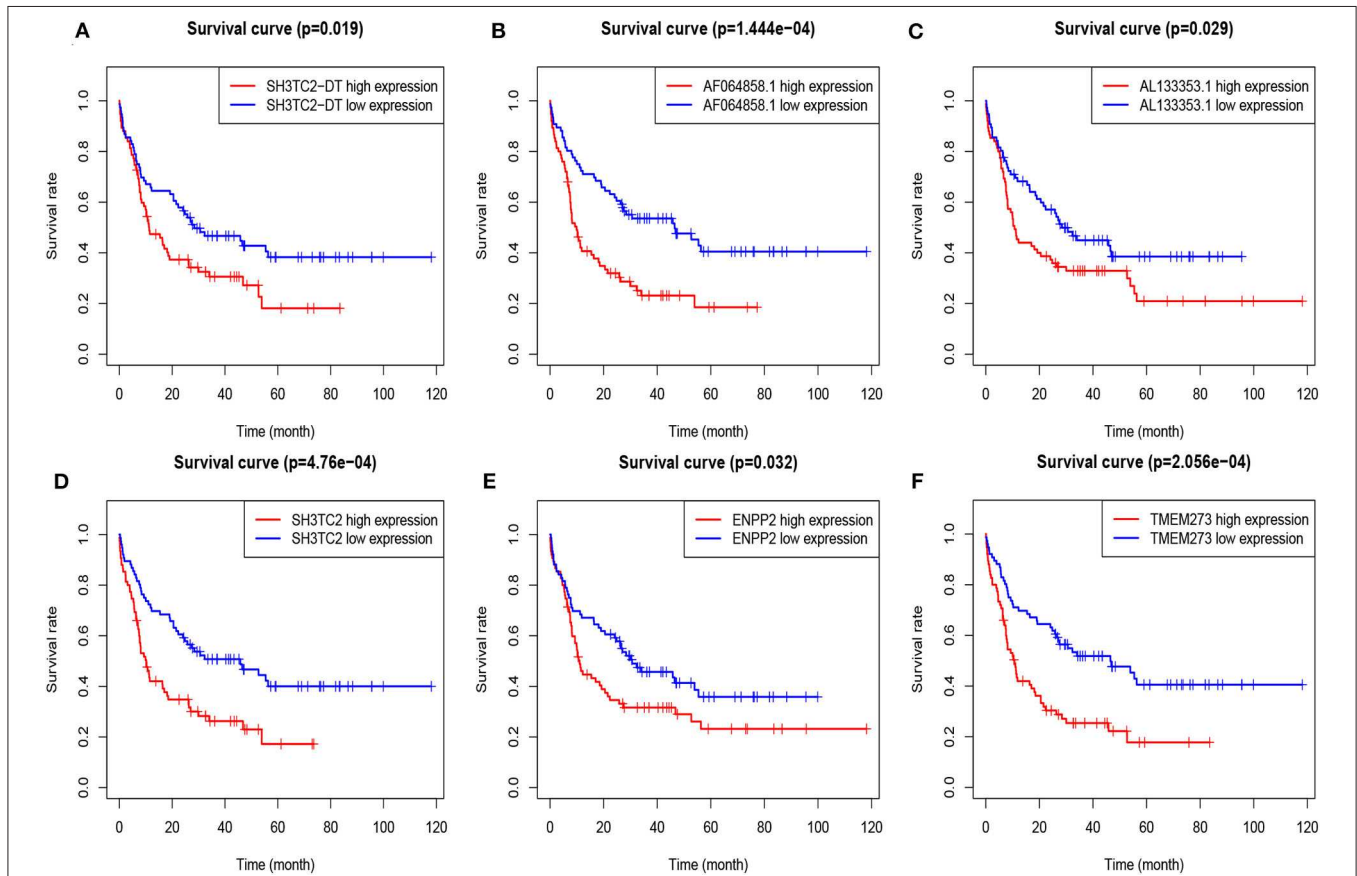 A
Survival curve (p=0.019)
SH3TC2−DT high expression
SH3TC2−DT low expression
Survival rate
1.0
0.8
0.6
0.4
0.2
0.0
0 20 40 60 80 100 120
Time (month)
B
Survival curve (p=1.444e−04)
AF064858.1 high expression
AF064858.1 low expression
Survival rate
1.0
0.8
0.6
0.4
0.2
0.0
0 20 40 60 80 100 120
Time (month)
C
Survival curve (p=0.029)
AL133353.1 high expression
AL133353.1 low expression
Survival rate
1.0
0.8
0.6
0.4
0.2
0.0
0 20 40 60 80 100 120
Time (month)
D
Survival curve (p=4.76e−04)
SH3TC2 high expression
SH3TC2 low expression
Survival rate
1.0
0.8
0.6
0.4
0.2
0.0
0 20 40 60 80 100 120
Time (month)
E
Survival curve (p=0.032)
ENPP2 high expression
ENPP2 low expression
Survival rate
1.0
0.8
0.6
0.4
0.2
0.0
0 20 40 60 80 100 120
Time (month)
F
Survival curve (p=2.056e−04)
TMEM273 high expression
TMEM273 low expression
Survival rate
1.0
0.8
0.6
0.4
0.2
0.0
0 20 40 60 80 100 120
Time (month)